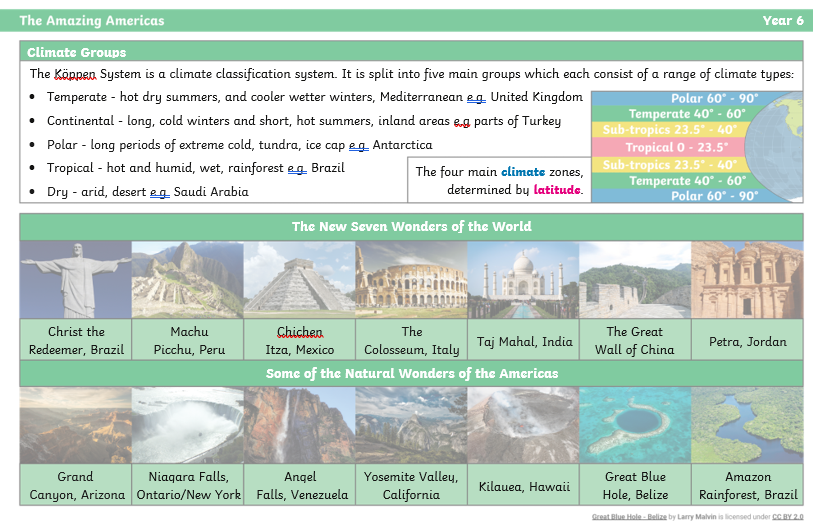 The Amazing Americas
Year 6
Climate Groups
The Köppen System is a climate classification system. It is split into five main groups which each consist of a range of climate types:
• Temperate - hot dry summers, and cooler wetter winters, Mediterranean e.g. United Kingdom
• Continental - long, cold winters and short, hot summers, inland areas e.g. parts of Turkey
• Polar - long periods of extreme cold, tundra, ice cap e.g. Antarctica
• Tropical - hot and humid, wet, rainforest e.g. Brazil
• Dry - arid, desert e.g. Saudi Arabia
The four main climate zones,
determined by latitude.
Polar 60° - 90°
Temperate 40° - 60°
Sub-tropics 23.5° - 40°
Tropical 0 - 23.5°
Sub-tropics 23.5° - 40°
Temperate 40° - 60°
Polar 60° - 90°
The New Seven Wonders of the World
Christ the
Redeemer, Brazil
Machu
Picchu, Peru
Chichen
Itza, Mexico
The
Colosseum, Italy
Taj Mahal, India
The Great
Wall of China
Petra, Jordan
Some of the Natural Wonders of the Americas
Grand
Canyon, Arizona
Niagara Falls,
Ontario/New York
Angel
Falls, Venezuela
Yosemite Valley,
California
Kilauea, Hawaii
Great Blue
Hole, Belize
Amazon
Rainforest, Brazil
Great Blue Hole - Belize by Larry Malvin is licensed under CC BY 2.0